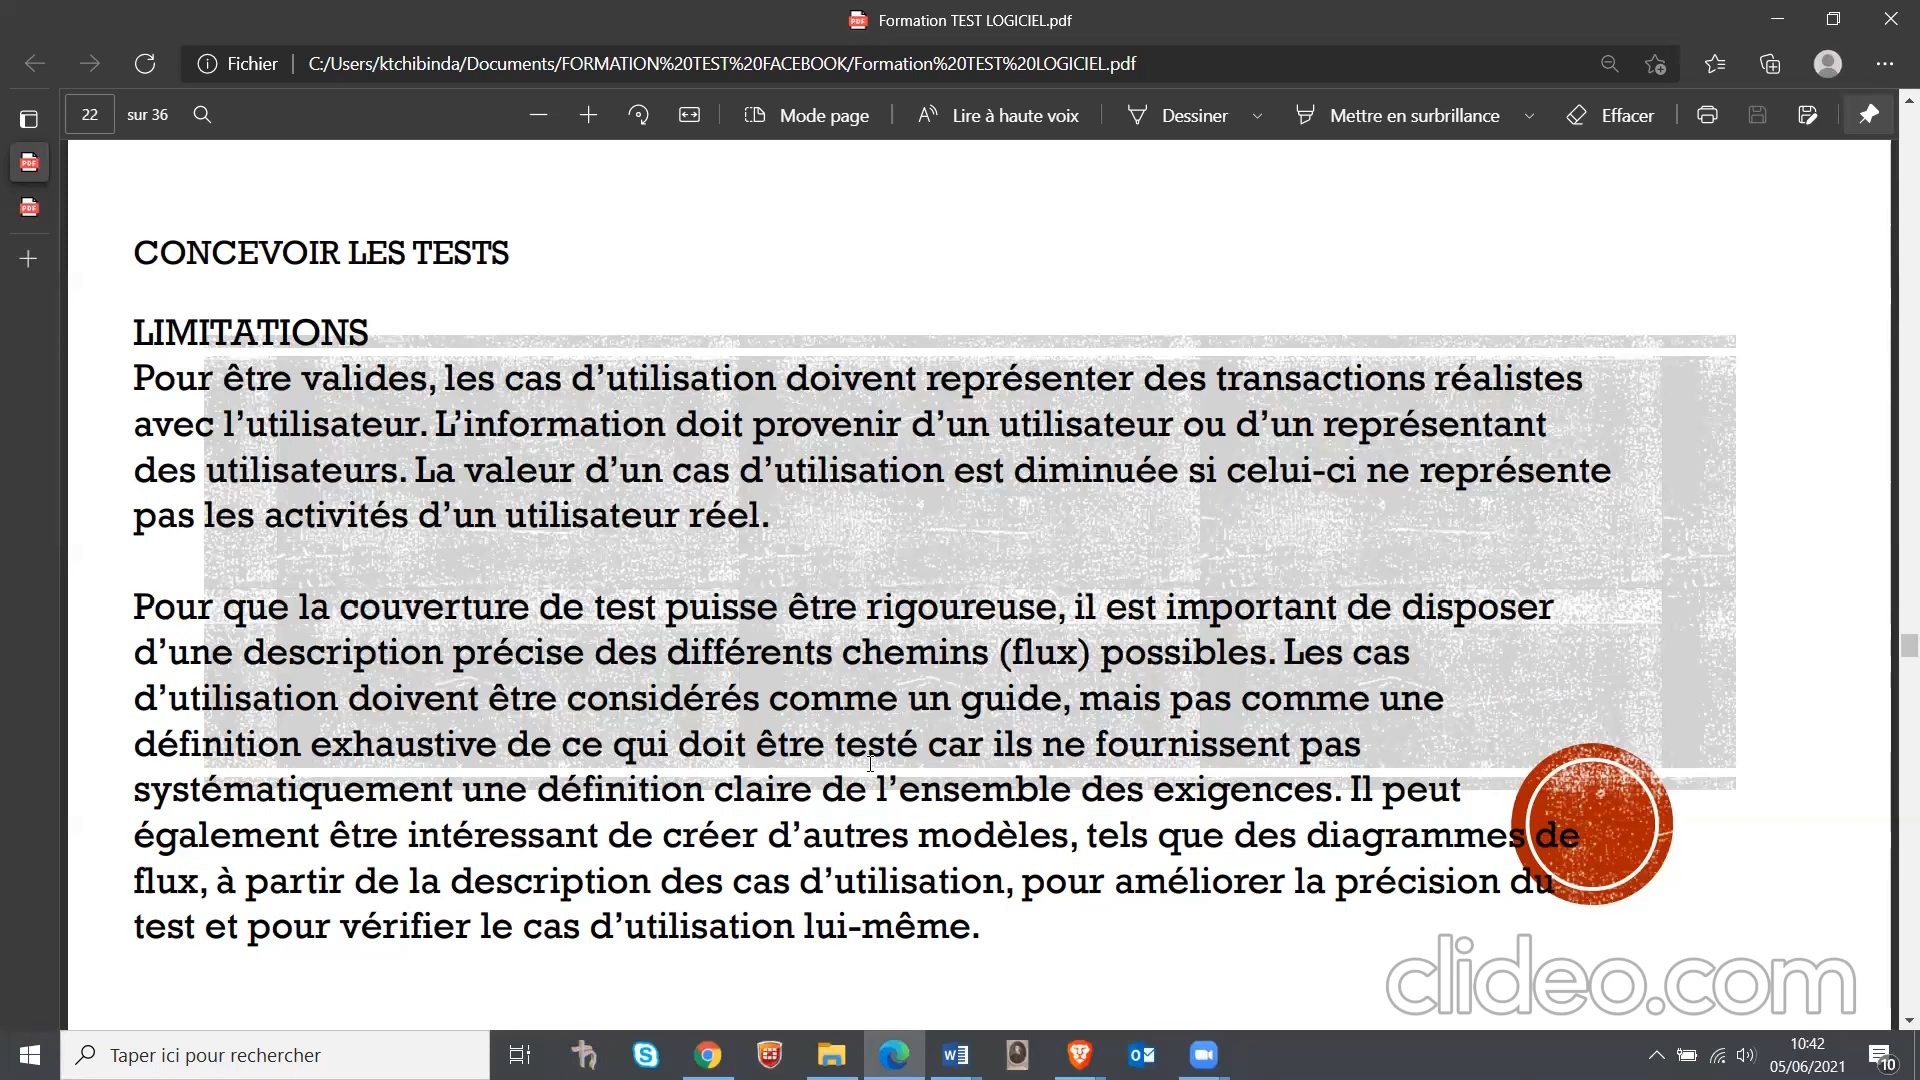 Formation TEST LOGICIEL.pdf
Fichier C:/Users/ktchibinda/Documents/FORMATION%20TEST%20FACEBOOK/Formation%20TEST%20LOGICIEL.pdf
22 sur 36 Mode page Lire à haute voix Dessiner Mettre en surbrillance Effacer
CONCEVOIR LES TESTS
LIMITATIONS
Pour être valides, les cas d’utilisation doivent représenter des transactions réalistes
avec l’utilisateur. L’information doit provenir d’un utilisateur ou d’un représentant
des utilisateurs. La valeur d’un cas d’utilisation est diminuée si celui-ci ne représente
pas les activités d’un utilisateur réel.
Pour que la couverture de test puisse être rigoureuse, il est important de disposer
d’une description précise des différents chemins (flux) possibles. Les cas
d’utilisation doivent être considérés comme un guide, mais pas comme une
définition exhaustive de ce qui doit être testé car ils ne fournissent pas
systématiquement une définition claire de l’ensemble des exigences. Il peut
également être intéressant de créer d’autres modèles, tels que des diagrammes de
flux, à partir de la description des cas d’utilisation, pour améliorer la précision du
test et pour vérifier le cas d’utilisation lui-même.
clideo.com
Taper ici pour rechercher
10:42
05/06/2021
10